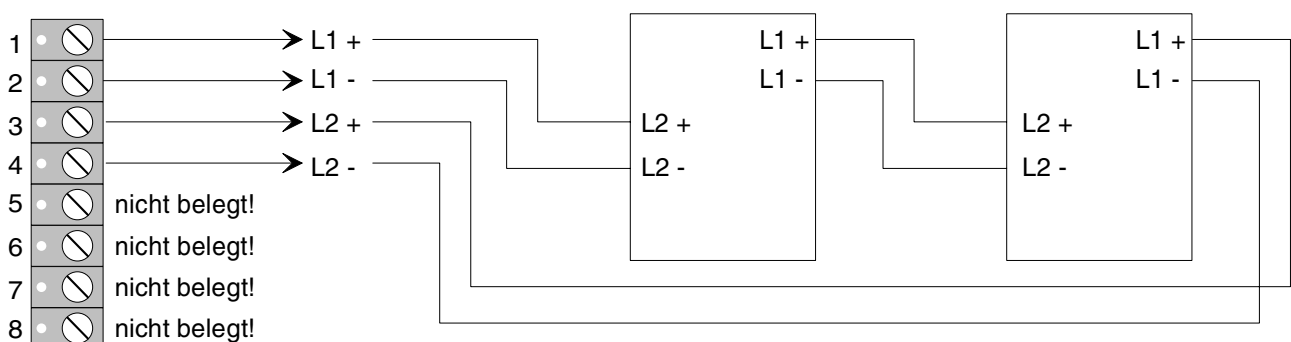 1 L1 + L1 + L1 +
2 L1 - L1 - L1 -
3 L2 + L2 + L2 +
4 L2 - L2 - L2 -
5 nicht belegt!
6 nicht belegt!
7 nicht belegt!
8 nicht belegt!